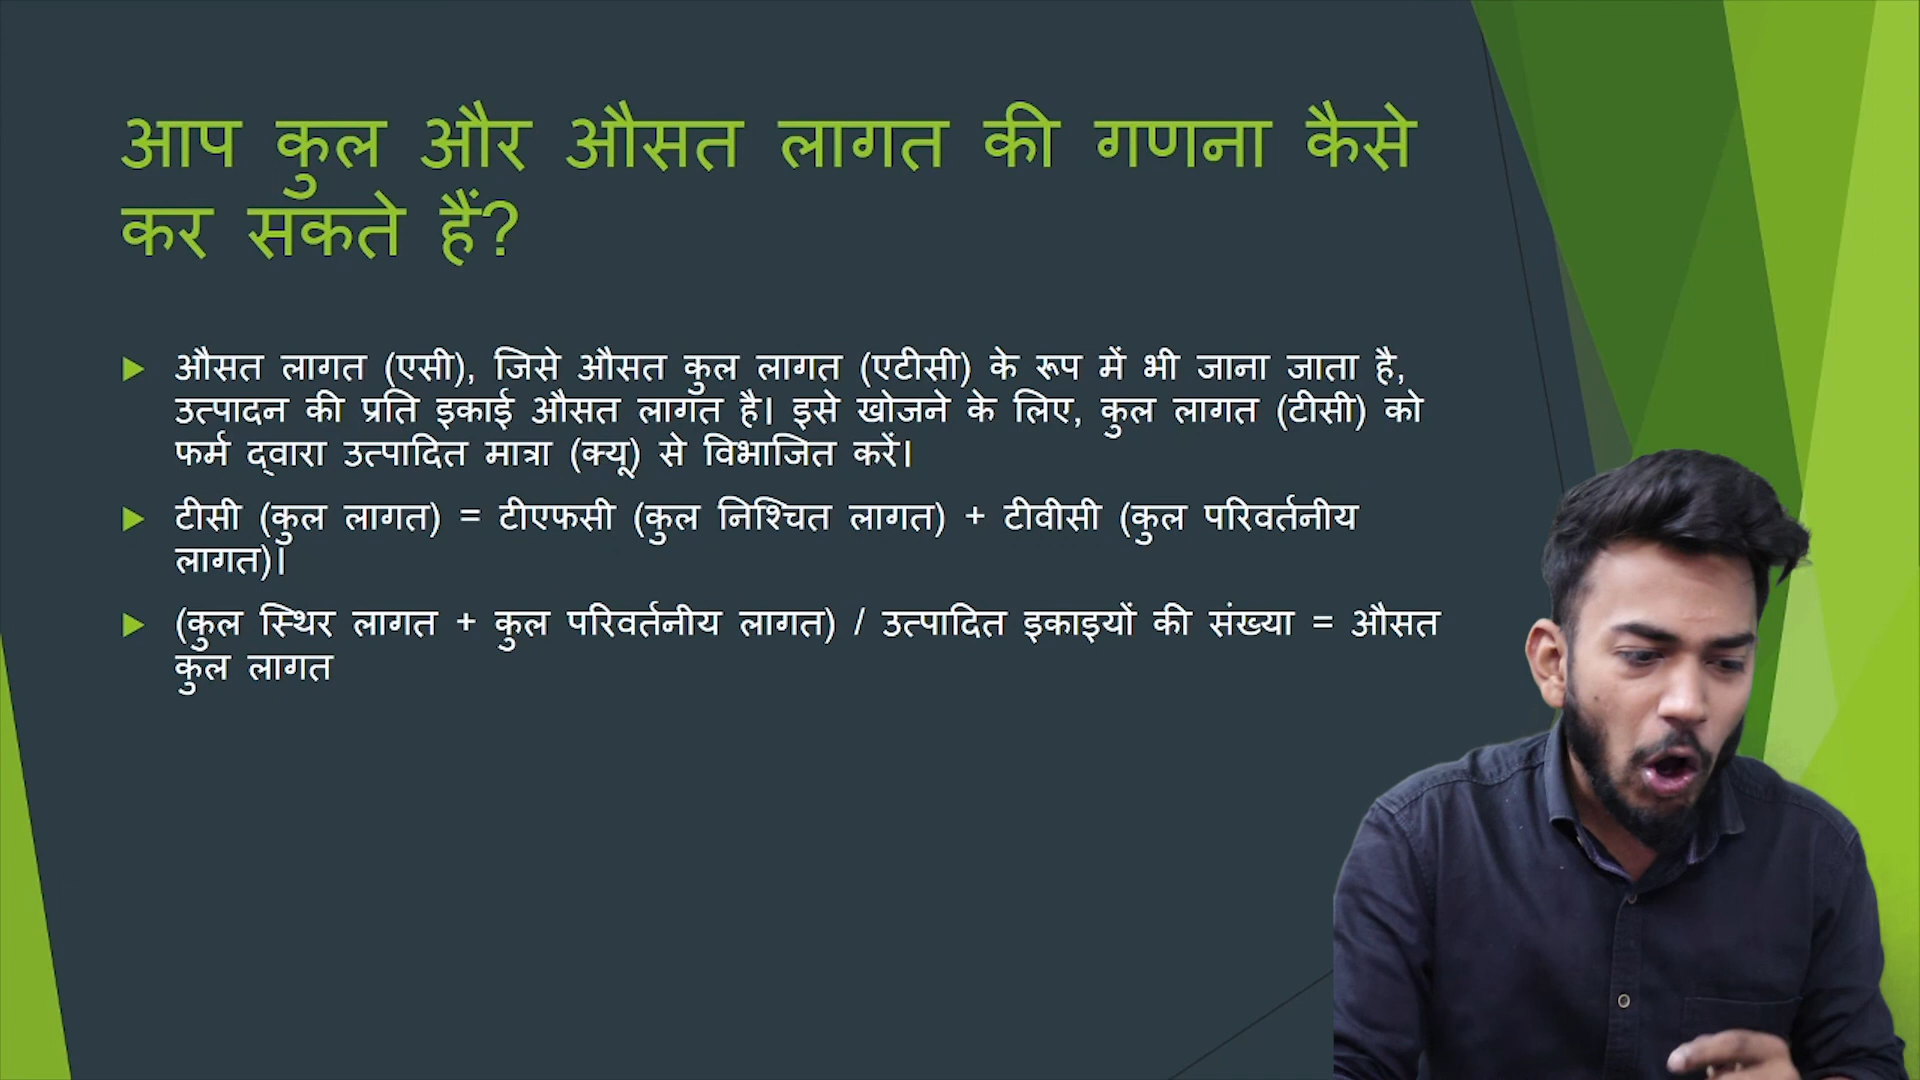 आप कुल और औसत लागत की गणना कैसे
कर सकते हैं?
औसत लागत (एसी), जिसे औसत कुल लागत (एटीसी) के रूप में भी जाना जाता है,
उत्पादन की प्रति इकाई औसत लागत है। इसे खोजने के लिए, कुल लागत (टीसी) को
फर्म द्वारा उत्पादित मात्रा (क्यू) से विभाजित करें।
टीसी (कुल लागत) = टीएफसी (कुल निश्चित लागत) + टीवीसी (कुल परिवर्तनीय
लागत)।
(कुल स्थिर लागत + कुल परिवर्तनीय लागत) / उत्पादित इकाइयों की संख्या = औसत
कुल लागत